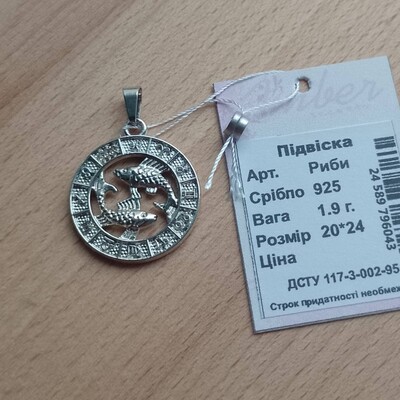 Підвіска
Арт. Риби
Срібло 925
Вага 1.9 г.
Розмір 20*24
Ціна
ДСТУ 117-3-002-95
Строк придатності необмеж
24 569 796043